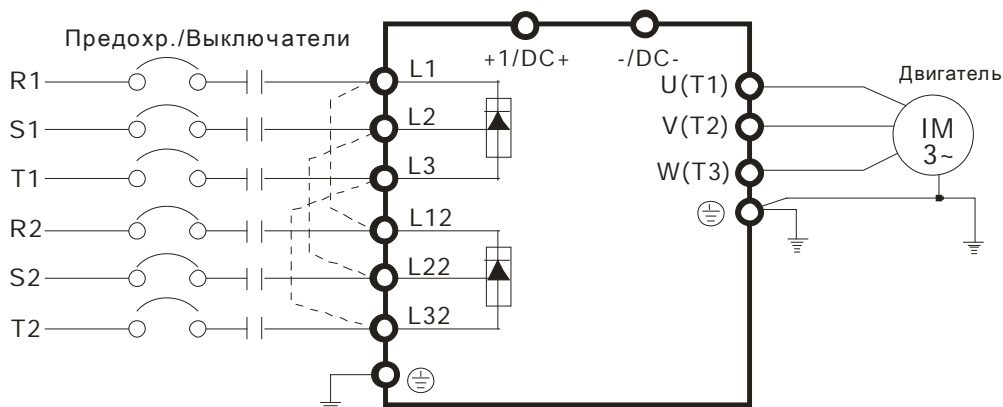 Предохр./Выключатели
+1/DC+
-/DC-
Двигатель
R1
L1
U(T1)
S1
L2
V(T2)
IM
3~
T1
L3
W(T3)
R2
L12
S2
L22
T2
L32